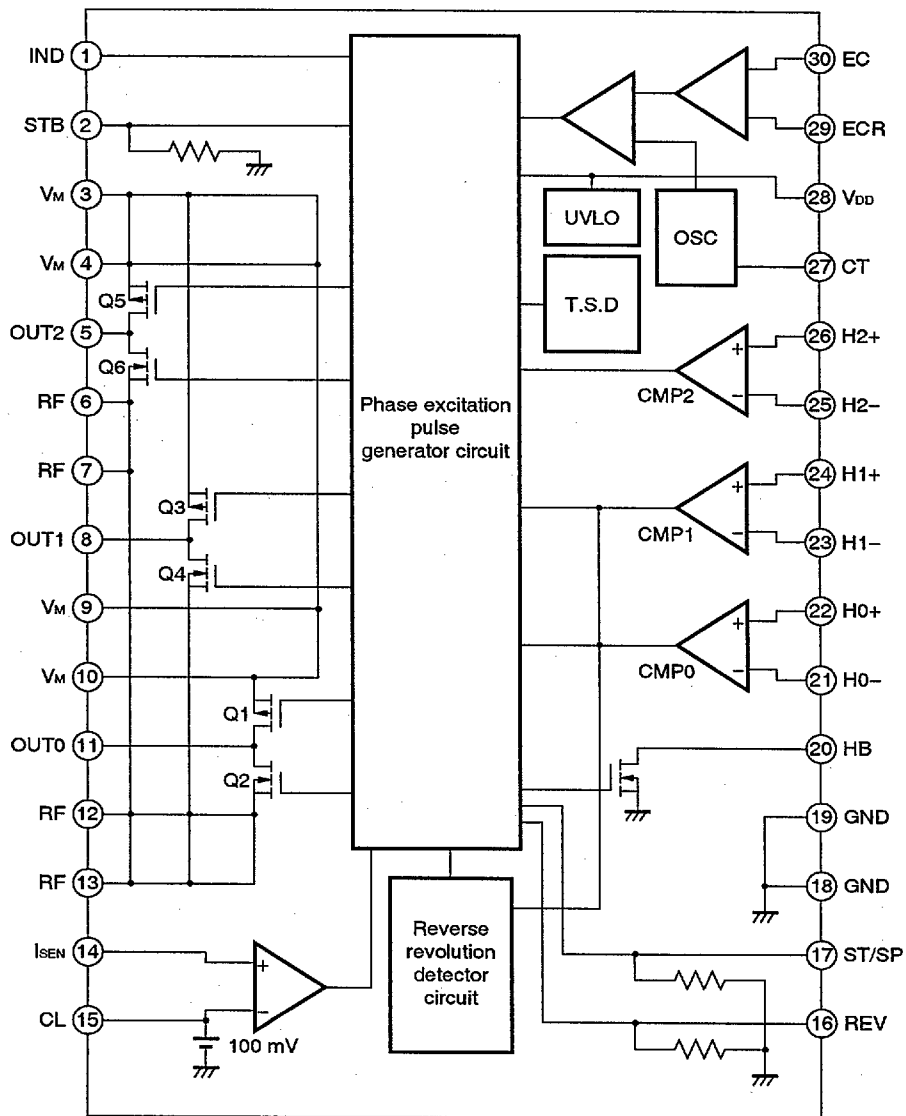 IND 1
STB 2
VM 3
VM 4
Q5
OUT2 5
Q6
RF 6
RF 7
Q3
OUT1 8
Q4
VM 9
VM 10
Q1
OUT0 11
Q2
RF 12
RF 13
ISEN 14
+
CL 15
−
100 mV
Phase excitation
pulse
generator circuit
Reverse
revolution
detector
circuit
30 EC
29 ECR
28 VDD
UVLO
OSC
27 CT
T.S.D
26 H2+
+
CMP2
−
25 H2−
24 H1+
+
CMP1
−
23 H1−
22 H0+
+
CMP0
−
21 H0−
20 HB
19 GND
18 GND
17 ST/SP
16 REV